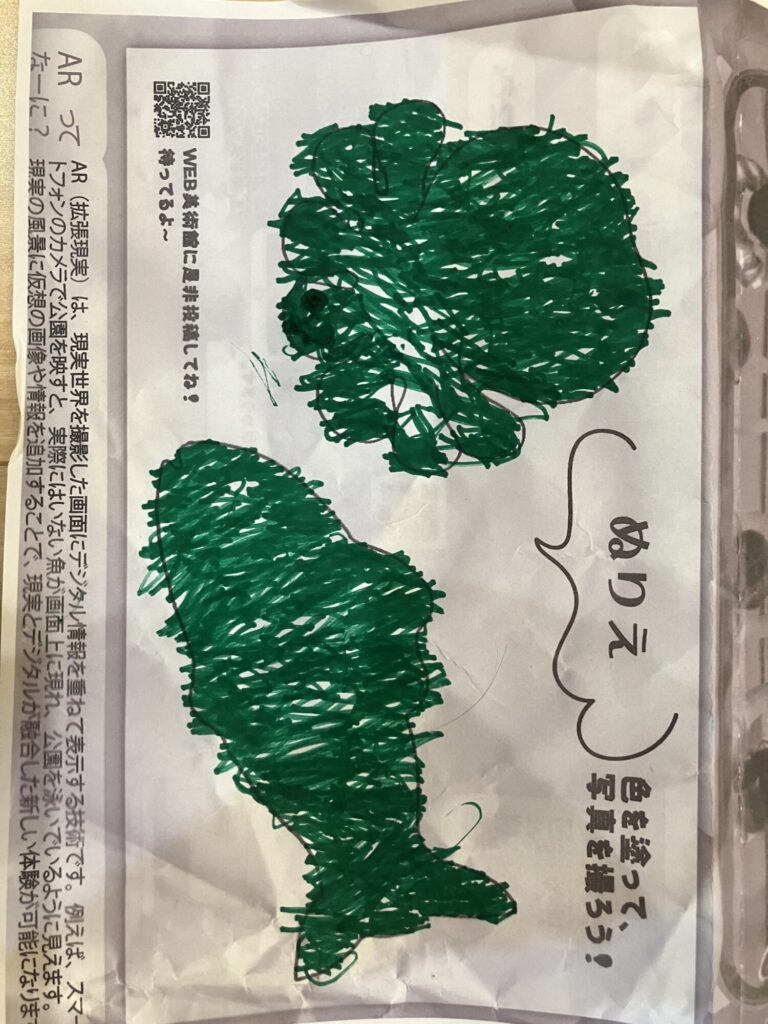 ぬりえ
色を塗って、
写真を撮ろう!
WEB美術館に是非投稿してね!
待ってるよ~
ARって
なーに?
AR(拡張現実)は、現実世界を撮影した画面にデジタル情報を重ねて表示する技術です。例えば、スマー
トフォンのカメラで公園を映すと、実際にはいない魚が画面上に現れ、公園を泳いでいるように見えます。
現実の風景に仮想の画像や情報を追加することで、現実とデジタルが融合した新しい体験が可能になりま